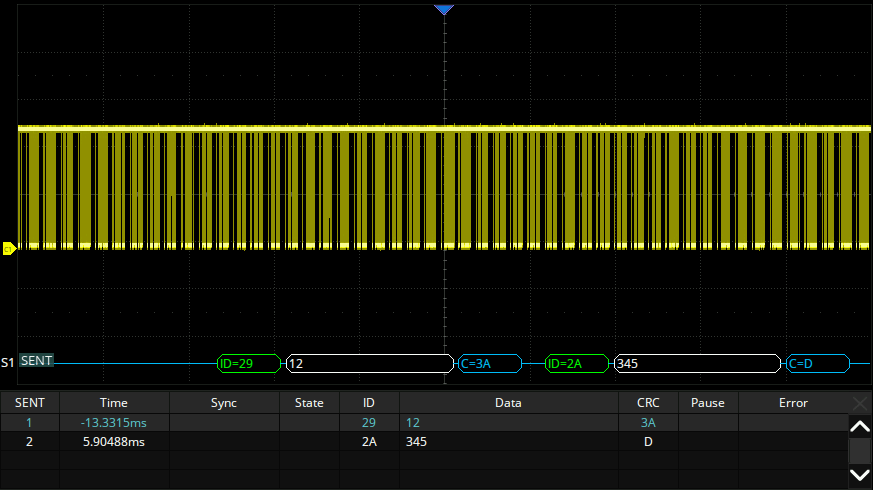 C1
S1 SENT ID=29 12 C=3A ID=2A 345 C=D
SENT Time Sync State ID Data CRC Pause Error
1 -13.3315ms 29 12 3A
2 5.90488ms 2A 345 D